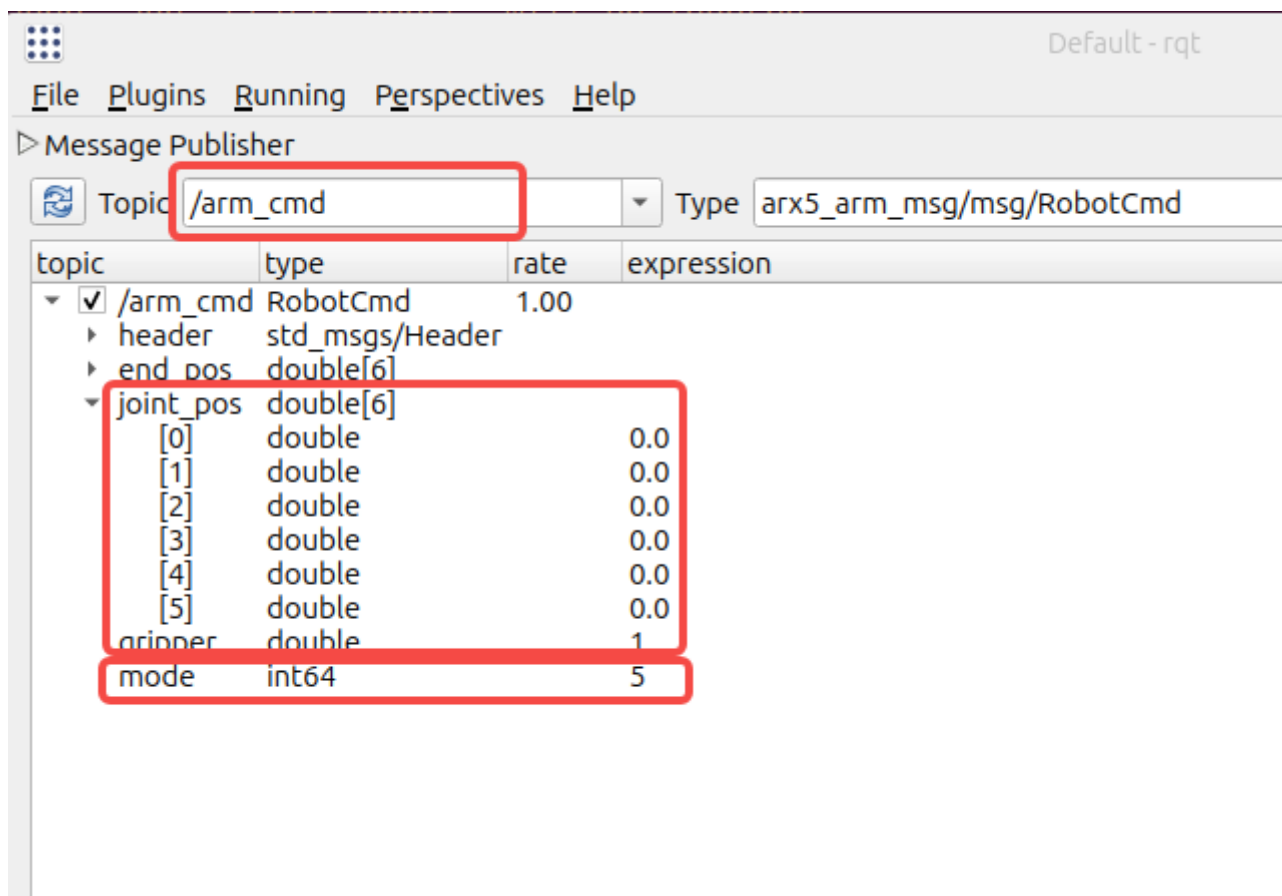 Default - rqt
File Plugins Running Perspectives Help
Message Publisher
Topic /arm_cmd Type arx5_arm_msg/msg/RobotCmd
topic type rate expression
/arm_cmd RobotCmd 1.00
header std_msgs/Header
end_pos double[6]
joint_pos double[6]
[0] double 0.0
[1] double 0.0
[2] double 0.0
[3] double 0.0
[4] double 0.0
[5] double 0.0
gripper double 1
mode int64 5